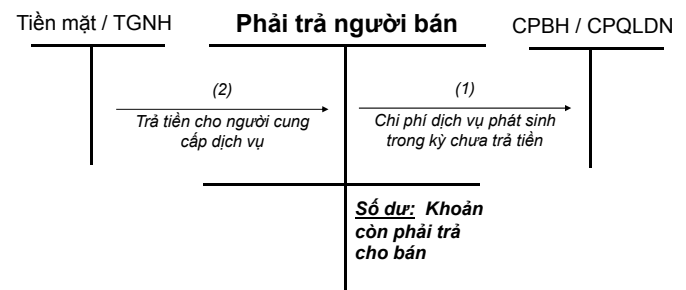 Tiền mặt / TGNH
Phải trả người bán
CPBH / CPQLDN
(2)
Trả tiền cho người cung
cấp dịch vụ
(1)
Chi phí dịch vụ phát sinh
trong kỳ chưa trả tiền
Số dư: Khoản
còn phải trả
cho bán